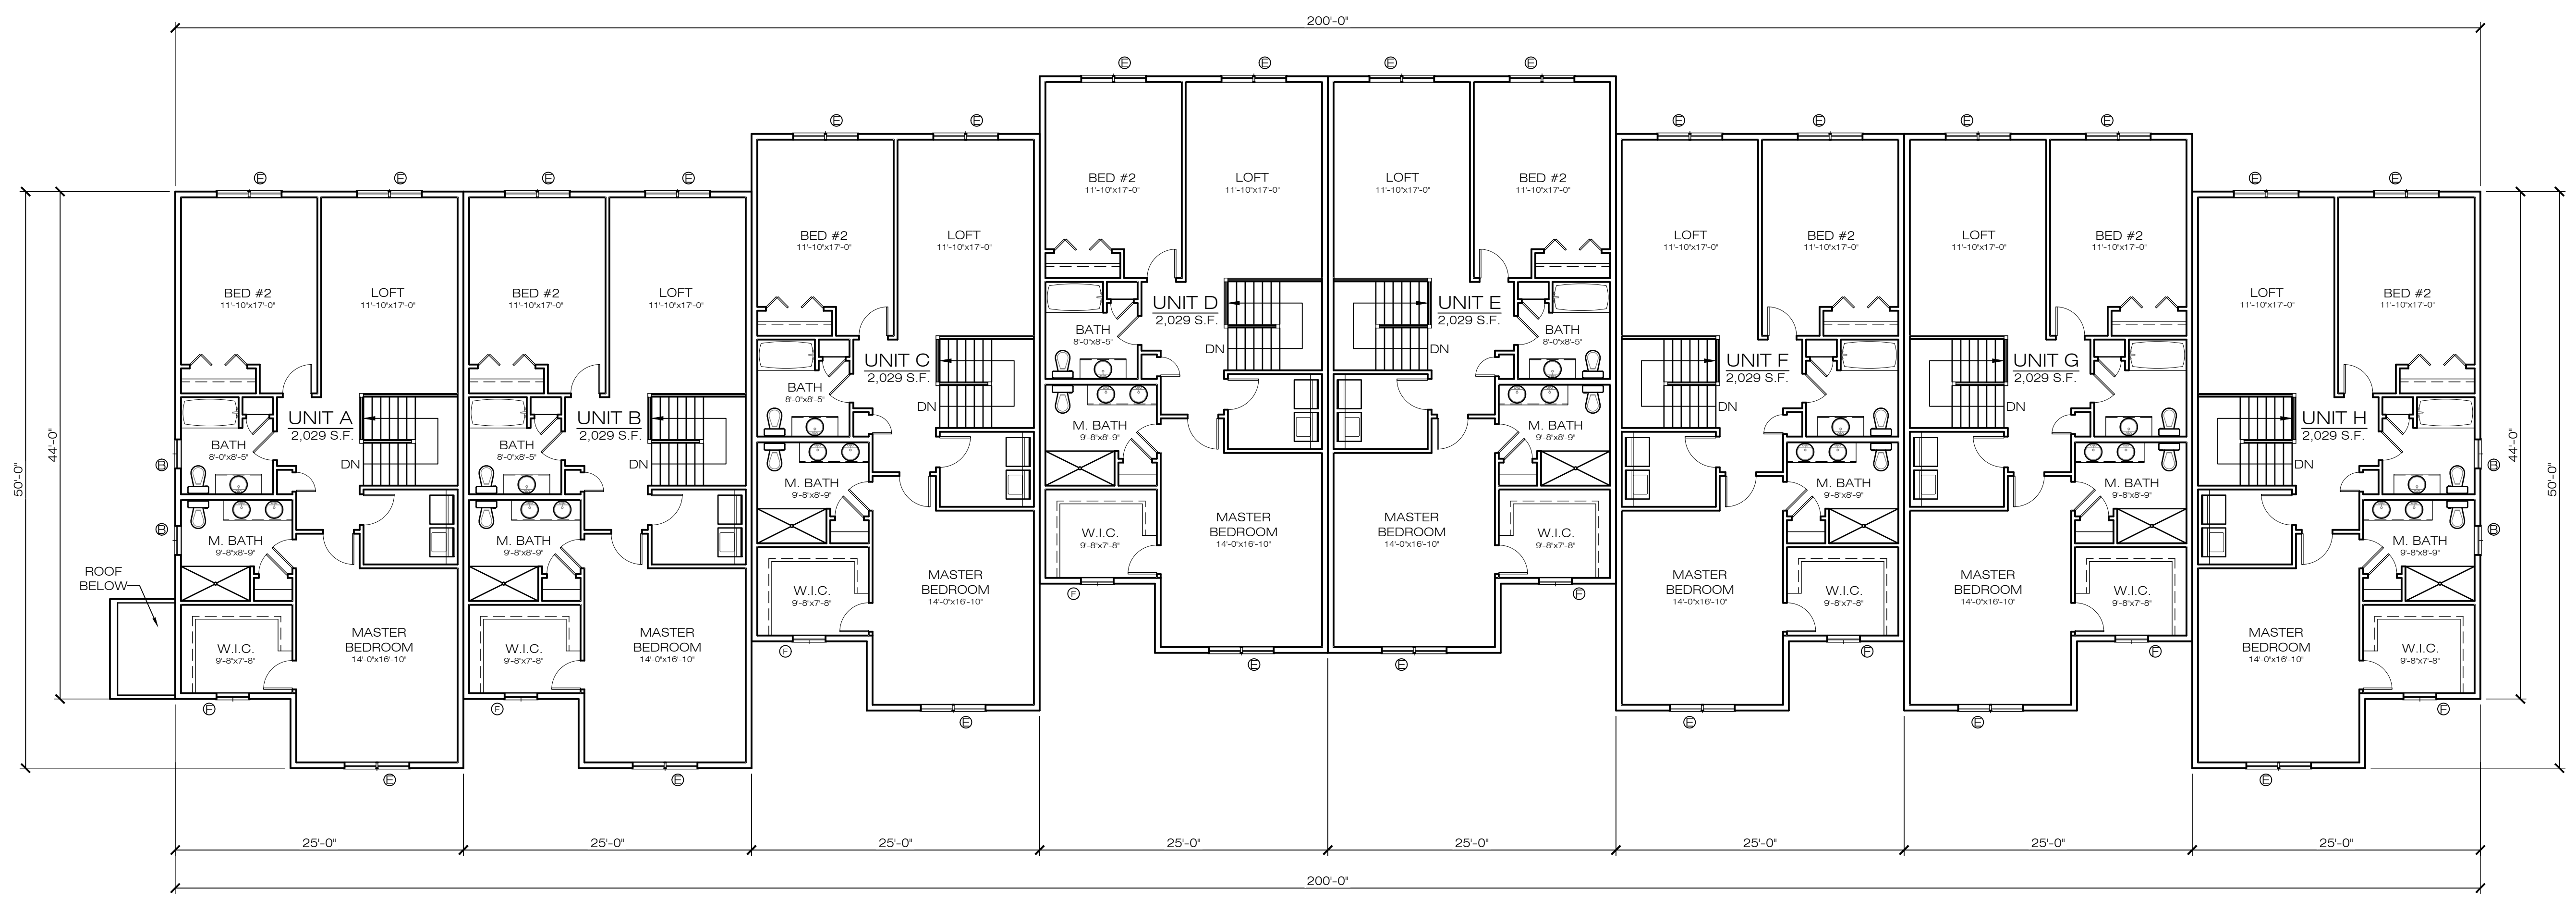 200'-0"
50'-0"
44'-0"
ROOF
BELOW
E
E
BED #2
11'-10"x17'-0"
LOFT
11'-10"x17'-0"
UNIT A
2,029 S.F.
BATH
8'-0"x8'-5"
DN
M. BATH
9'-8"x8'-9"
W.I.C.
9'-8"x7'-8"
MASTER
BEDROOM
14'-0"x16'-10"
F
E
E
E
BED #2
11'-10"x17'-0"
LOFT
11'-10"x17'-0"
UNIT B
2,029 S.F.
BATH
8'-0"x8'-5"
DN
M. BATH
9'-8"x8'-9"
W.I.C.
9'-8"x7'-8"
MASTER
BEDROOM
14'-0"x16'-10"
F
E
E
E
BED #2
11'-10"x17'-0"
LOFT
11'-10"x17'-0"
UNIT C
2,029 S.F.
BATH
8'-0"x8'-5"
DN
M. BATH
9'-8"x8'-9"
W.I.C.
9'-8"x7'-8"
MASTER
BEDROOM
14'-0"x16'-10"
F
E
E
E
BED #2
11'-10"x17'-0"
LOFT
11'-10"x17'-0"
UNIT D
2,029 S.F.
BATH
8'-0"x8'-5"
DN
M. BATH
9'-8"x8'-9"
W.I.C.
9'-8"x7'-8"
MASTER
BEDROOM
14'-0"x16'-10"
F
E
E
E
LOFT
11'-10"x17'-0"
BED #2
11'-10"x17'-0"
UNIT E
2,029 S.F.
BATH
8'-0"x8'-5"
DN
M. BATH
9'-8"x8'-9"
MASTER
BEDROOM
14'-0"x16'-10"
W.I.C.
9'-8"x7'-8"
F
E
E
E
LOFT
11'-10"x17'-0"
BED #2
11'-10"x17'-0"
UNIT F
2,029 S.F.
DN
M. BATH
9'-8"x8'-9"
MASTER
BEDROOM
14'-0"x16'-10"
W.I.C.
9'-8"x7'-8"
F
E
E
E
LOFT
11'-10"x17'-0"
BED #2
11'-10"x17'-0"
UNIT G
2,029 S.F.
DN
M. BATH
9'-8"x8'-9"
MASTER
BEDROOM
14'-0"x16'-10"
W.I.C.
9'-8"x7'-8"
F
E
E
E
LOFT
11'-10"x17'-0"
BED #2
11'-10"x17'-0"
UNIT H
2,029 S.F.
DN
M. BATH
9'-8"x8'-9"
MASTER
BEDROOM
14'-0"x16'-10"
W.I.C.
9'-8"x7'-8"
F
E
44'-0"
50'-0"
25'-0"
25'-0"
25'-0"
25'-0"
25'-0"
25'-0"
25'-0"
25'-0"
200'-0"